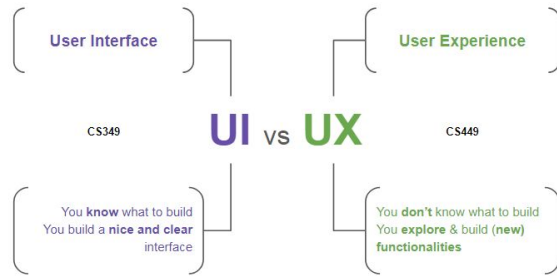 User Interface
User Experience
CS349
UI vs UX
CS449
You know what to build
You build a nice and clear
interface
You don't know what to build
You explore & build (new)
functionalities